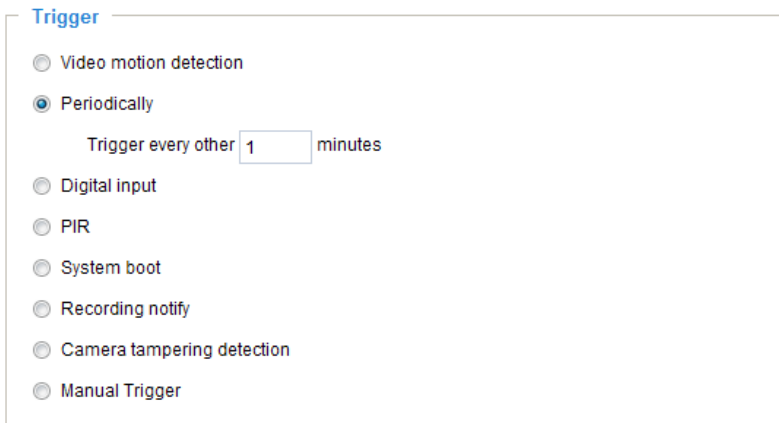 Trigger
Video motion detection
Periodically
Trigger every other 1 minutes
Digital input
PIR
System boot
Recording notify
Camera tampering detection
Manual Trigger